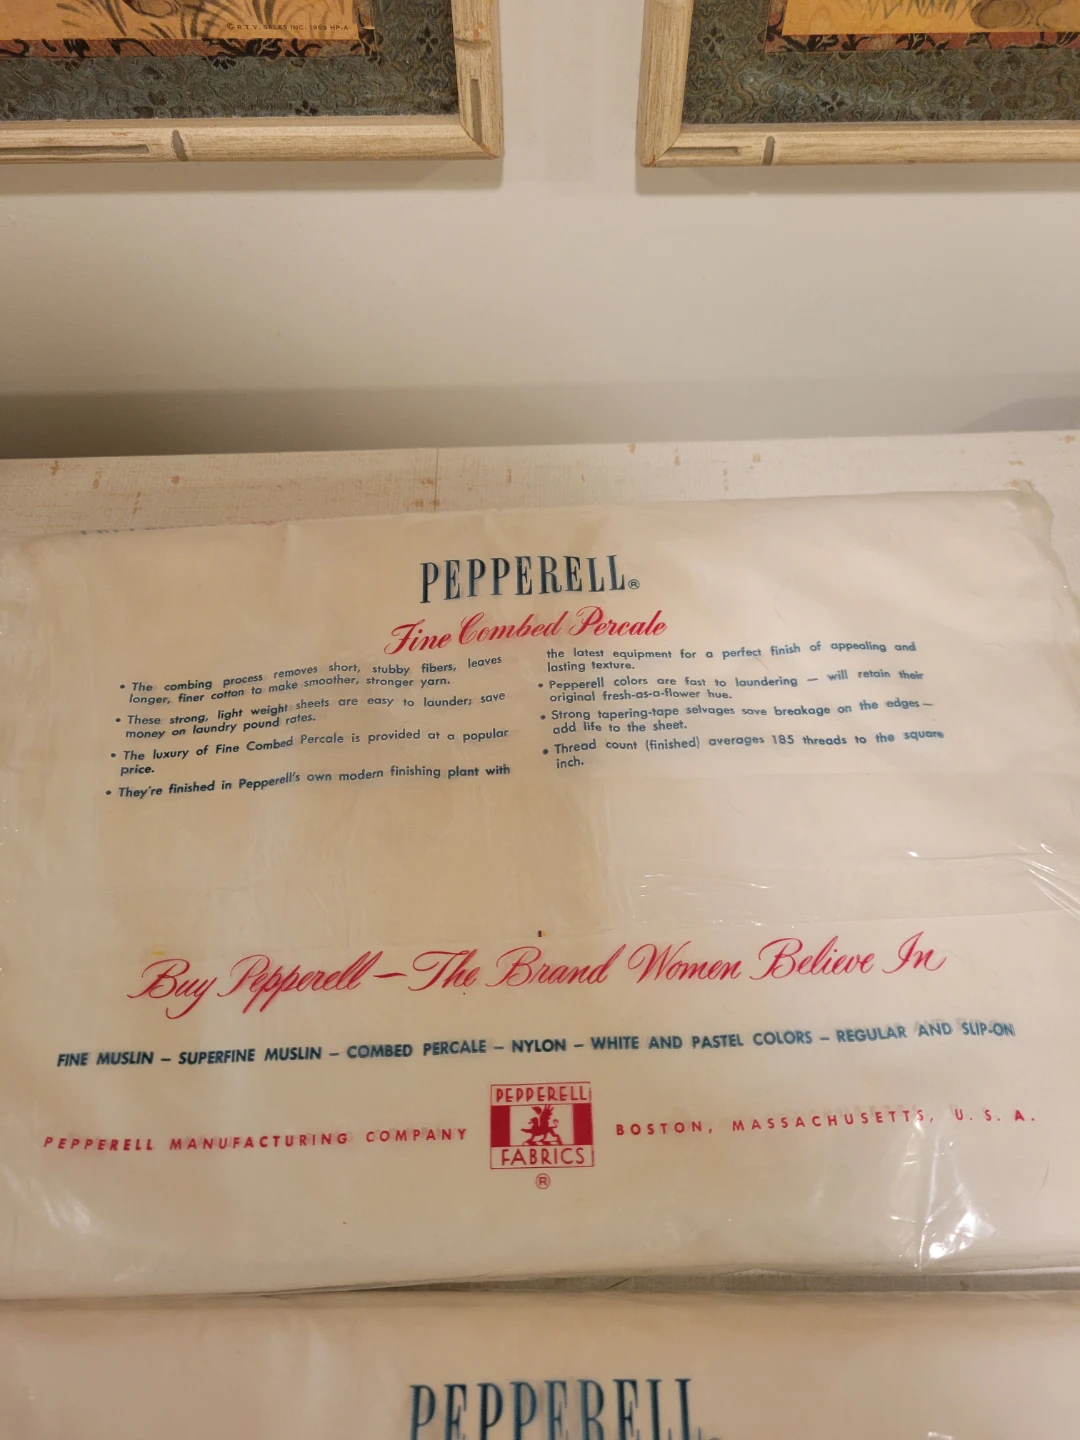 © R.T.V. SALES INC. 1963 HP-A
PEPPERELL®
Fine Combed Percale
• The combing process removes short, stubby fibers, leaves
longer, finer cotton to make smoother, stronger yarn.
• These strong, light weight sheets are easy to launder; save
money on laundry pound rates.
• The luxury of Fine Combed Percale is provided at a popular
price.
• They're finished in Pepperell's own modern finishing plant with
the latest equipment for a perfect finish of appealing and
lasting texture.
• Pepperell colors are fast to laundering — will retain their
original fresh-as-a-flower hue.
• Strong tapering-tape selvages save breakage on the edges—
add life to the sheet.
• Thread count (finished) averages 185 threads to the square
inch.
Buy Pepperell — The Brand Women Believe In
FINE MUSLIN – SUPERFINE MUSLIN – COMBED PERCALE – NYLON – WHITE AND PASTEL COLORS – REGULAR AND SLIP-ON
PEPPERELL MANUFACTURING COMPANY
PEPPERELL
FABRICS
®
BOSTON, MASSACHUSETTS, U. S. A.
PEPPERELL